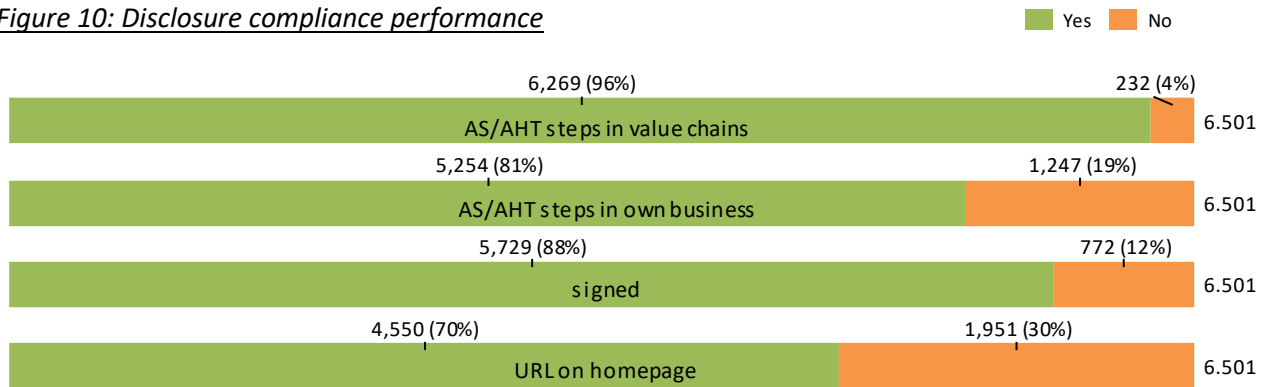 Figure 10: Disclosure compliance performance
Yes No
6,269 (96%) 232 (4%)
AS/AHT steps in value chains 6.501
5,254 (81%) 1,247 (19%)
AS/AHT steps in own business 6.501
5,729 (88%) 772 (12%)
signed 6.501
4,550 (70%) 1,951 (30%)
URL on homepage 6.501